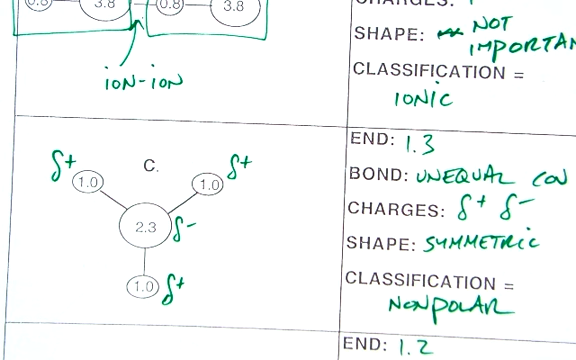 0.8 3.8 0.8 3.8
ION-ION
CHARGES:
SHAPE: NOT
IMPORTAN
CLASSIFICATION =
IONIC
C.
δ+ 1.0
1.0 δ+
2.3 δ-
1.0 δ+
END: 1.3
BOND: UNEQUAL COV
CHARGES: δ+ δ-
SHAPE: SYMMETRIC
CLASSIFICATION =
NONPOLAR
END: 1.2